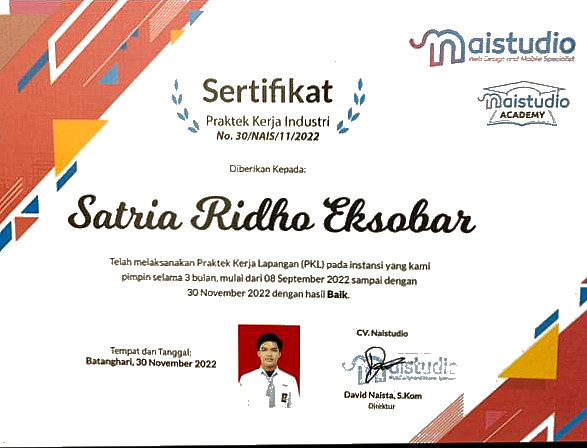 Naistudio
Web Design and Mobile Specialist
Naistudio
ACADEMY
Sertifikat
Praktek Kerja Industri
No. 30/NAIS/11/2022
Diberikan Kepada:
Satria Ridho Eksobar
Telah melaksanakan Praktek Kerja Lapangan (PKL) pada instansi yang kami
pimpin selama 3 bulan, mulai dari 08 September 2022 sampai dengan
30 November 2022 dengan hasil Baik.
CV. Naistudio
Tempat dan Tanggal:
Batanghari, 30 November 2022
Naistudio
David Naista, S.Kom
Direktur